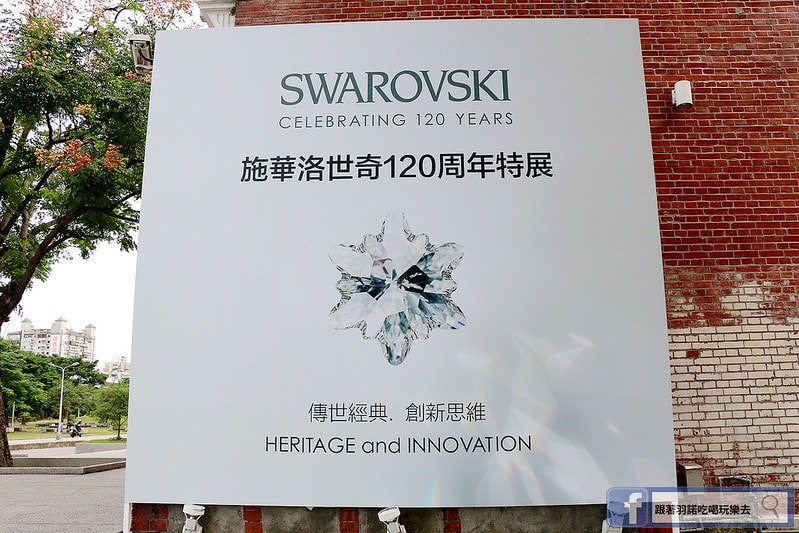 SWAROVSKI
CELEBRATING 120 YEARS
施華洛世奇120周年特展
傳世經典. 創新思維
HERITAGE and INNOVATION
跟著羽諾吃喝玩樂去